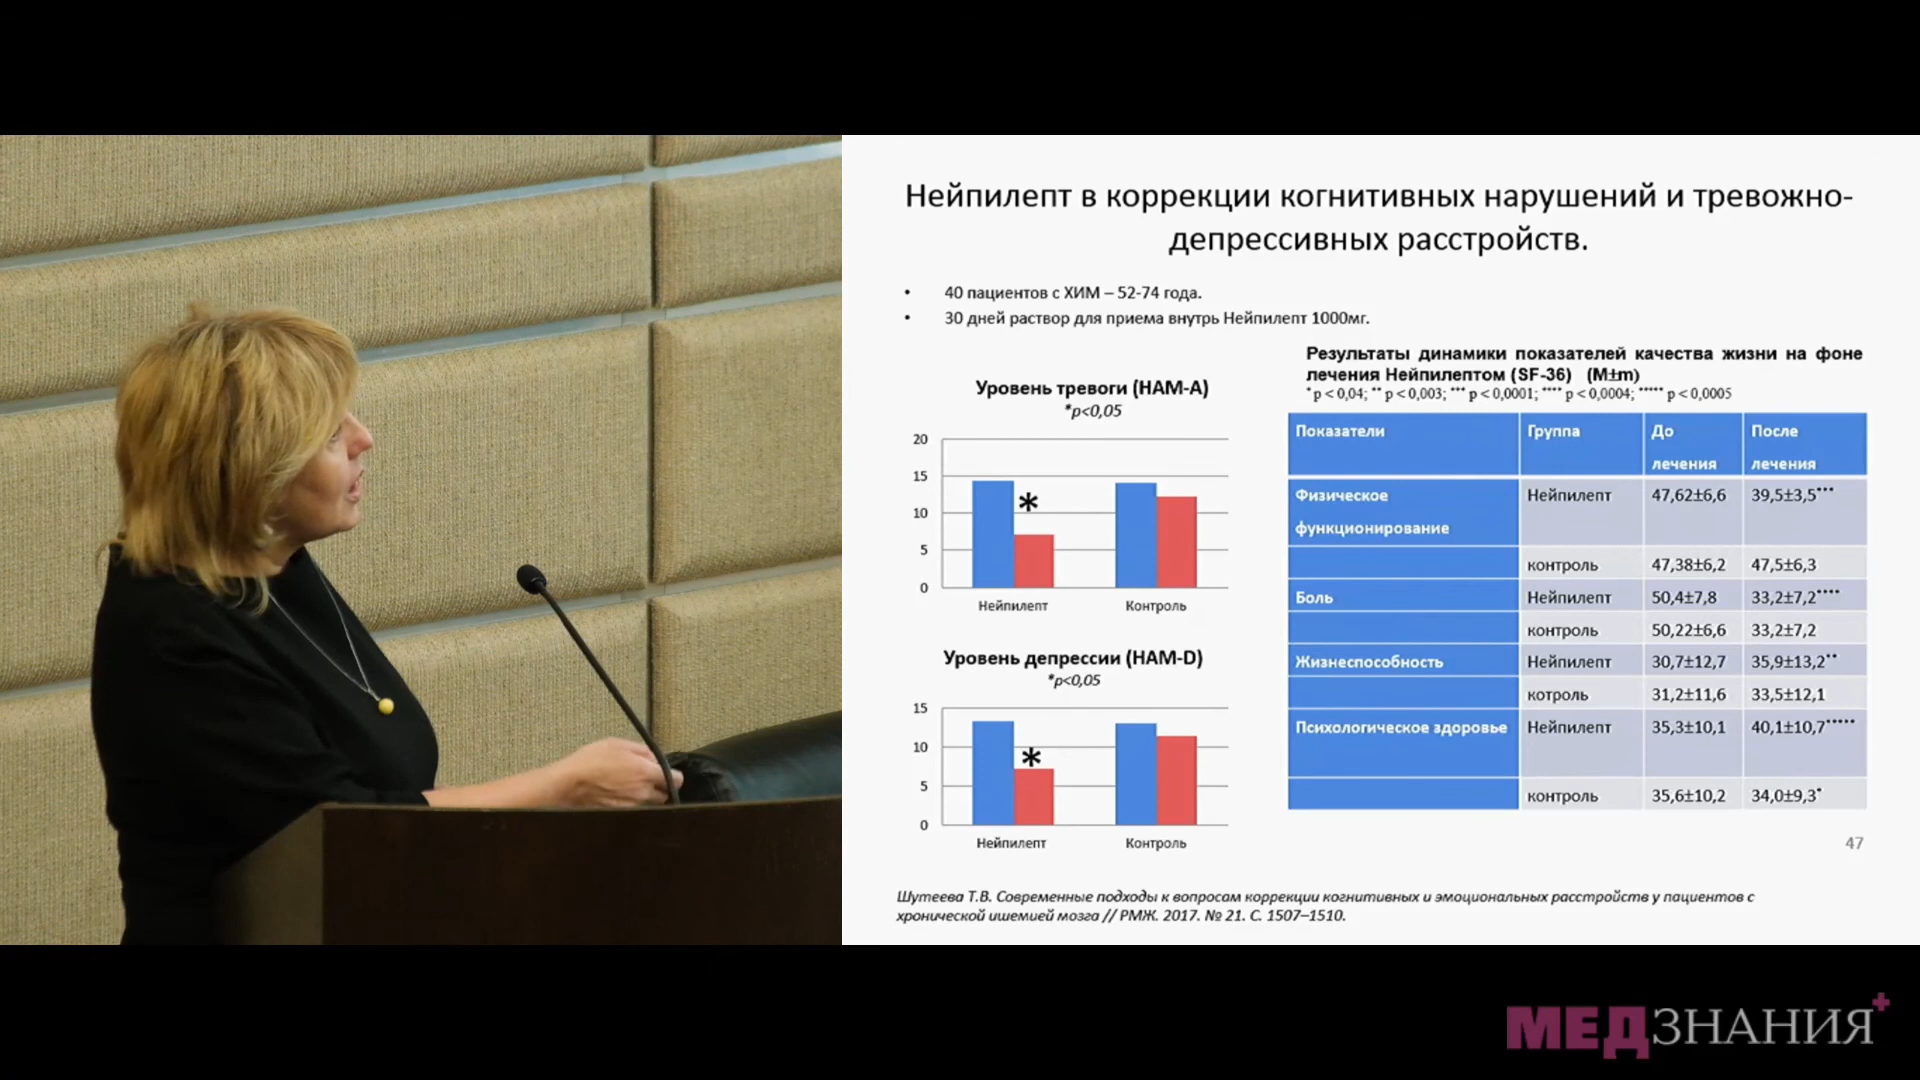 Нейпилепт в коррекции когнитивных нарушений и тревожно-
депрессивных расстройств.
• 40 пациентов с ХИМ – 52-74 года.
• 30 дней раствор для приема внутрь Нейпилепт 1000мг.
Уровень тревоги (HAM-A)
*p<0,05
20
15
10
5
0
*
Нейпилепт Контроль
Уровень депрессии (HAM-D)
*p<0,05
15
10
5
0
*
Нейпилепт Контроль
Результаты динамики показателей качества жизни на фоне
лечения Нейпилептом (SF-36) (M±m)
* p < 0,04; ** p < 0,003; *** p < 0,0001; **** p < 0,0004; ***** p < 0,0005
Показатели Группа До лечения После лечения
Физическое функционирование Нейпилепт 47,62±6,6 39,5±3,5***
контроль 47,38±6,2 47,5±6,3
Боль Нейпилепт 50,4±7,8 33,2±7,2****
контроль 50,22±6,6 33,2±7,2
Жизнеспособность Нейпилепт 30,7±12,7 35,9±13,2**
котроль 31,2±11,6 33,5±12,1
Психологическое здоровье Нейпилепт 35,3±10,1 40,1±10,7*****
контроль 35,6±10,2 34,0±9,3*
47
Шутеева Т.В. Современные подходы к вопросам коррекции когнитивных и эмоциональных расстройств у пациентов с
хронической ишемией мозга // РМЖ. 2017. № 21. С. 1507–1510.
МЕДЗНАНИЯ+